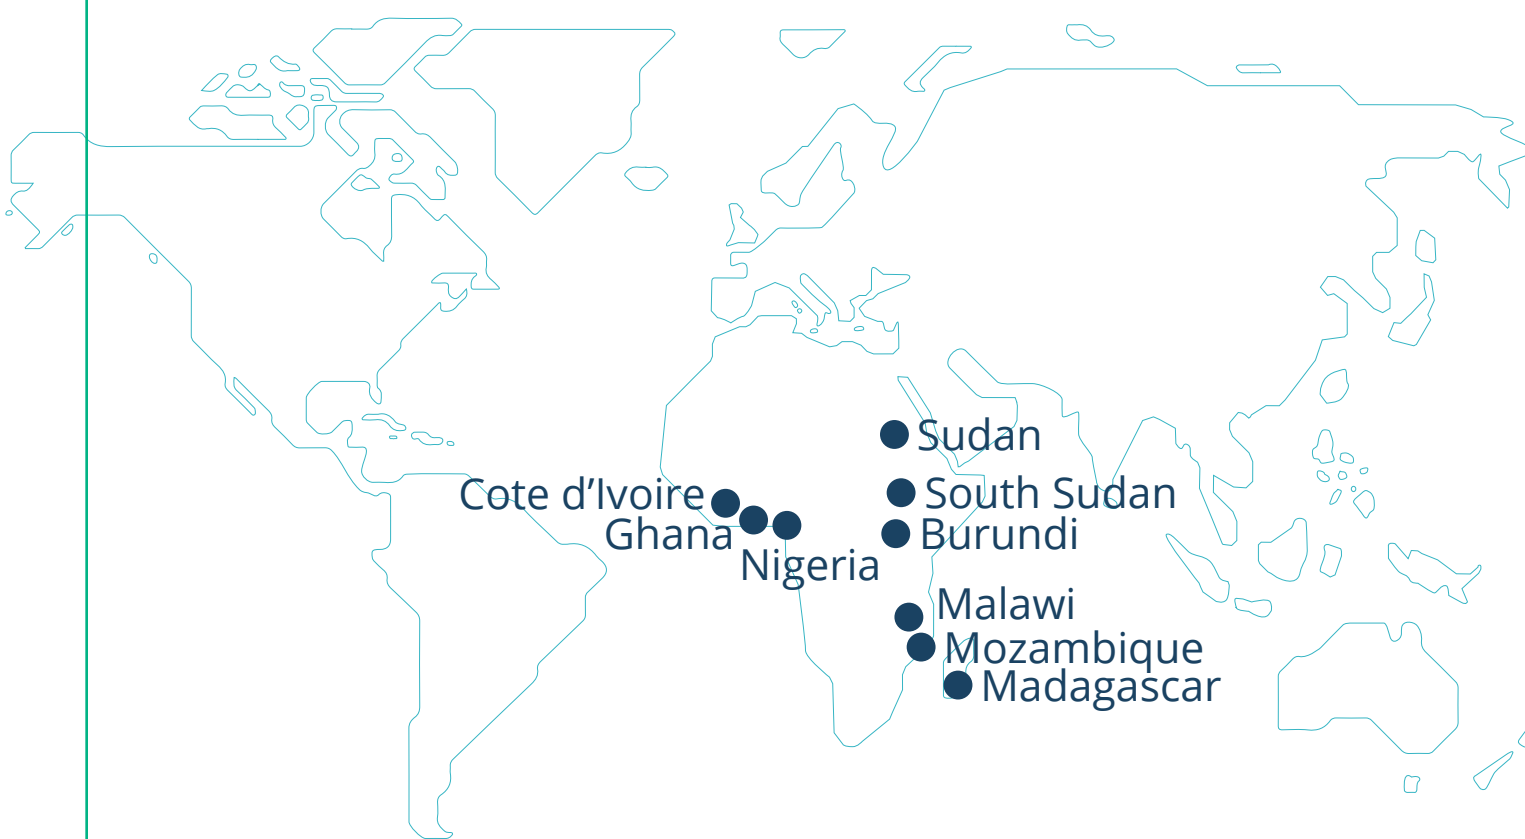 Sudan
Cote d’Ivoire
South Sudan
Ghana
Burundi
Nigeria
Malawi
Mozambique
Madagascar